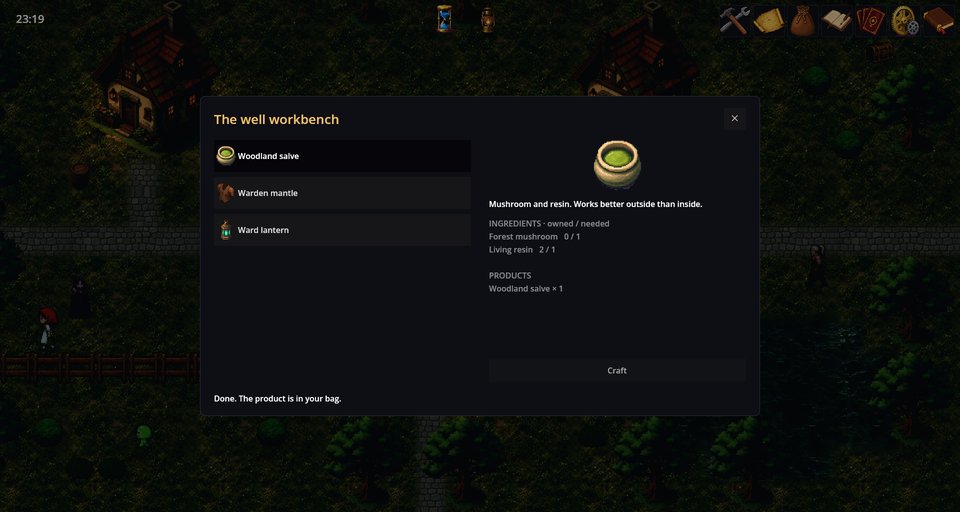 23:19
The well workbench
Woodland salve
Warden mantle
Ward lantern
Mushroom and resin. Works better outside than inside.
INGREDIENTS · owned / needed
Forest mushroom 0 / 1
Living resin 2 / 1
PRODUCTS
Woodland salve × 1
Craft
Done. The product is in your bag.